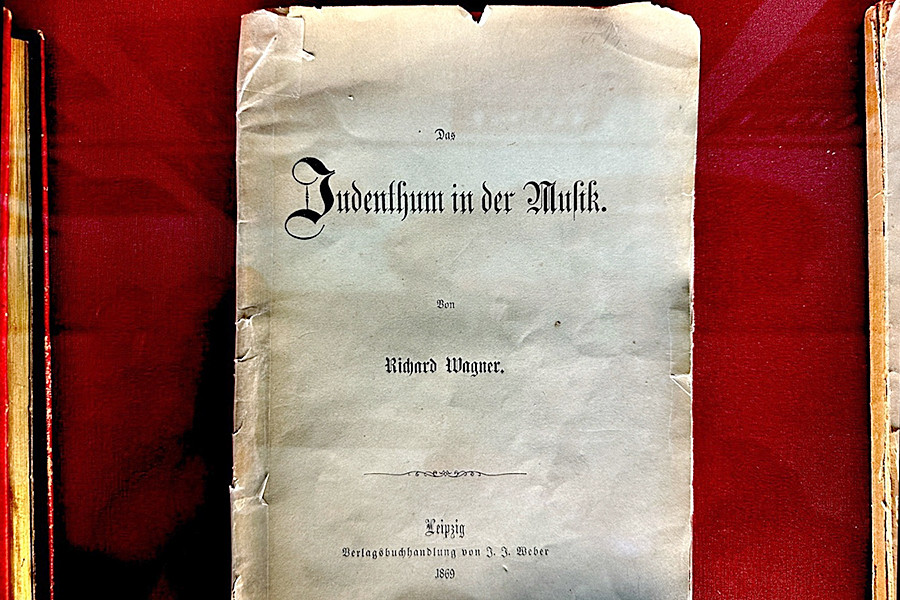 Das
Judenthum in der Musik.
Von
Richard Wagner.
Leipzig
Verlagsbuchhandlung von J. J. Weber
1869